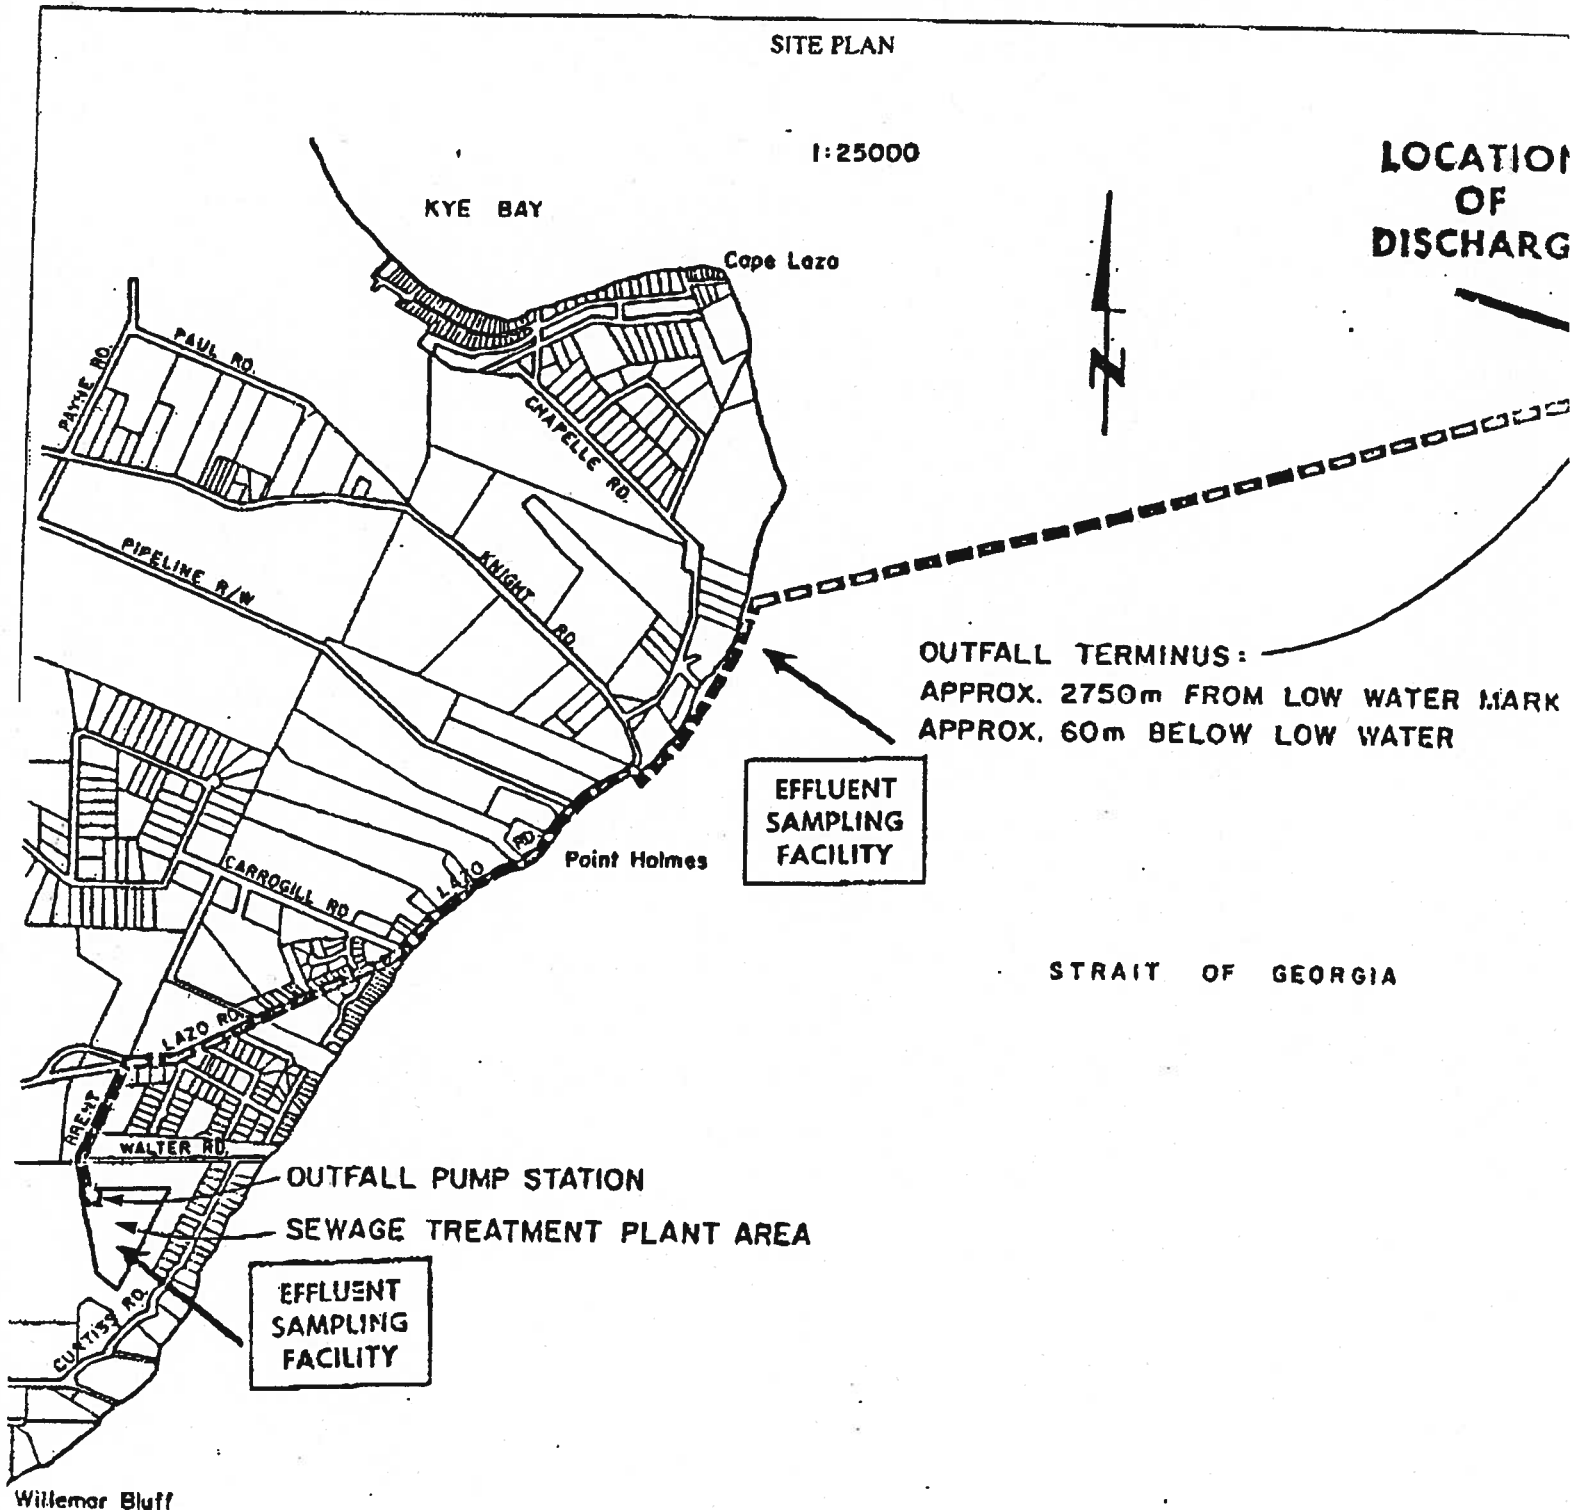 SITE PLAN
1:25000
LOCATION
OF
DISCHARG
KYE BAY
Cape Lazo
PAUL RD.
PAYNE RD.
CHAPELLE RD.
PIPELINE R/W
KNIGHT RD.
OUTFALL TERMINUS:
APPROX. 2750m FROM LOW WATER MARK
APPROX. 60m BELOW LOW WATER
EFFLUENT
SAMPLING
FACILITY
Point Holmes
LAZO RD.
CARROGILL RD
STRAIT OF GEORGIA
LAZO RD.
ARENT
WALTER RD.
OUTFALL PUMP STATION
SEWAGE TREATMENT PLANT AREA
EFFLUENT
SAMPLING
FACILITY
CURTISS RD.
Willemar Bluff
N